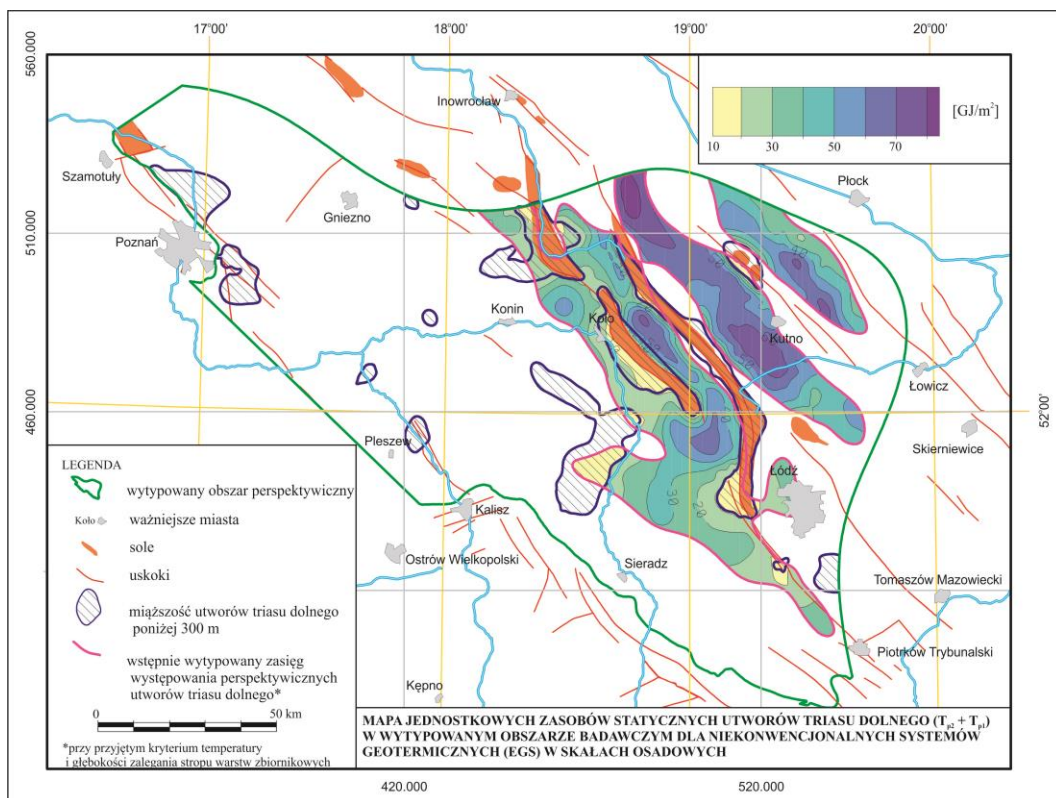 17°00' 18°00' 19°00' 20°00'
560.000
510.000
460.000
52°00'
420.000 520.000
[GJ/m²]
10 30 50 70
Inowrocław
Szamotuły
Gniezno
Płock
Poznań
Konin
Koło
Kutno
Łowicz
Pleszew
Skierniewice
Łódź
Kalisz
Ostrów Wielkopolski
Sieradz
Tomaszów Mazowiecki
Piotrków Trybunalski
Kępno
30
20
50
40
LEGENDA
wytypowany obszar perspektywiczny
Koło ważniejsze miasta
sole
uskoki
miąższość utworów triasu dolnego
poniżej 300 m
wstępnie wytypowany zasięg
występowania perspektywicznych
utworów triasu dolnego*
0 50 km
*przy przyjętym kryterium temperatury
i głębokości zalegania stropu warstw zbiornikowych
MAPA JEDNOSTKOWYCH ZASOBÓW STATYCZNYCH UTWORÓW TRIASU DOLNEGO (Tp2 + Tp1)
W WYTYPOWANYM OBSZARZE BADAWCZYM DLA NIEKONWENCJONALNYCH SYSTEMÓW
GEOTERMICZNYCH (EGS) W SKAŁACH OSADOWYCH